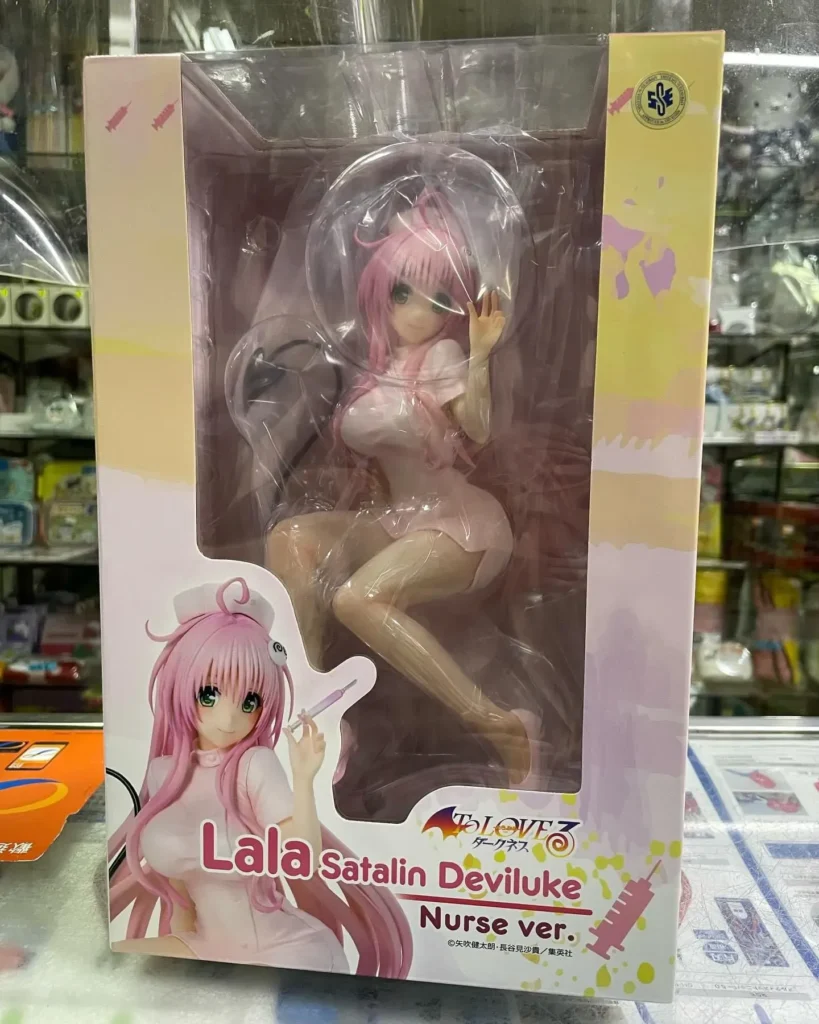 To LOVEる
ダークネス
Lala Satalin Deviluke
Nurse ver.
©矢吹健太朗・長谷見沙貴／集英社